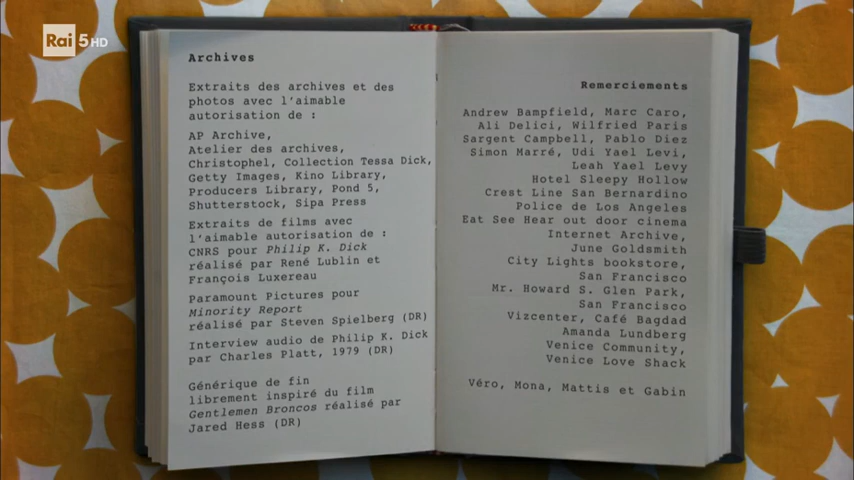 Rai 5 HD
Archives
Extraits des archives et des
photos avec l'aimable
autorisation de :
AP Archive,
Atelier des archives,
Christophel, Collection Tessa Dick,
Getty Images, Kino Library,
Producers Library, Pond 5,
Shutterstock, Sipa Press
Extraits de films avec
l'aimable autorisation de :
CNRS pour Philip K. Dick
réalisé par René Lublin et
François Luxereau
Paramount Pictures pour
Minority Report
réalisé par Steven Spielberg (DR)
Interview audio de Philip K. Dick
par Charles Platt, 1979 (DR)
Générique de fin
librement inspiré du film
Gentlemen Broncos réalisé par
Jared Hess (DR)
Remerciements
Andrew Bampfield, Marc Caro,
Ali Delici, Wilfried Paris
Sargent Campbell, Pablo Diez
Simon Marré, Udi Yael Levi,
Leah Yael Levy
Hotel Sleepy Hollow
Crest Line San Bernardino
Police de Los Angeles
Eat See Hear out door cinema
Internet Archive,
June Goldsmith
City Lights bookstore,
San Francisco
Mr. Howard S. Glen Park,
San Francisco
Vizcenter, Café Bagdad
Amanda Lundberg
Venice Community,
Venice Love Shack
Véro, Mona, Mattis et Gabin